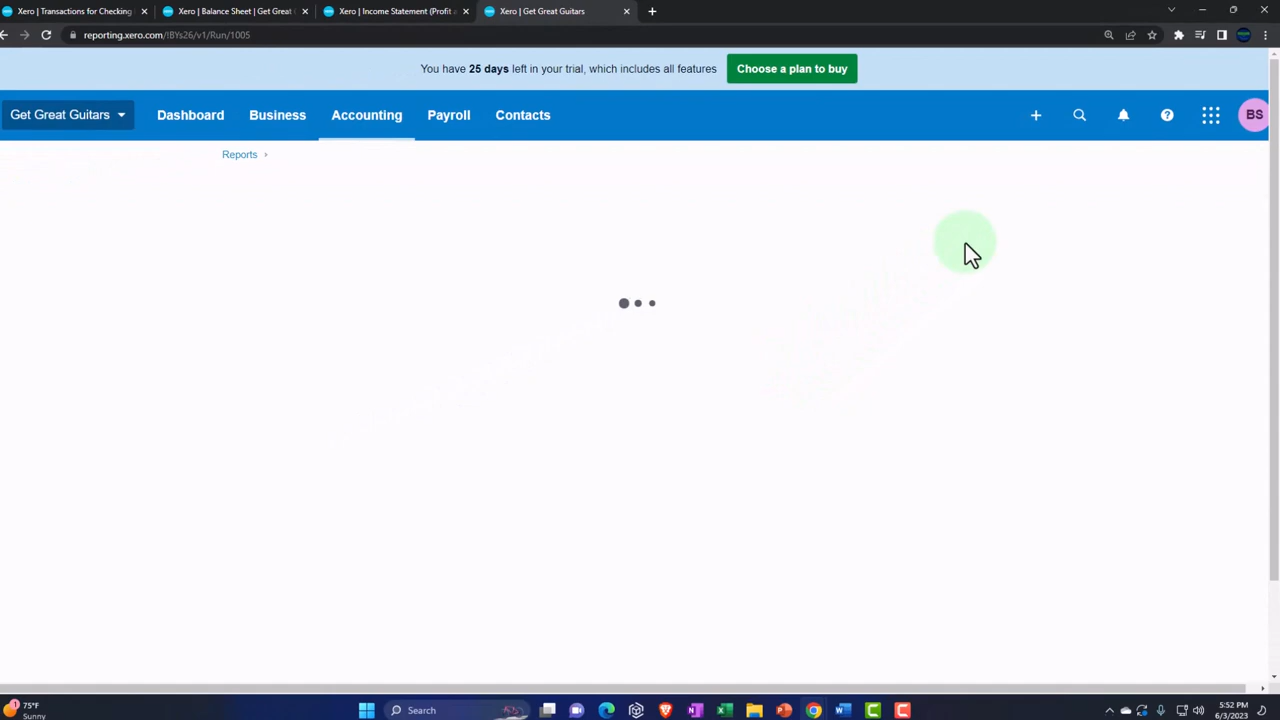 Xero | Transactions for Checking
Xero | Balance Sheet | Get Great
Xero | Income Statement (Profit a
Xero | Get Great Guitars
reporting.xero.com/!BYs26/v1/Run/1005
You have 25 days left in your trial, which includes all features
Choose a plan to buy
Get Great Guitars
Dashboard
Business
Accounting
Payroll
Contacts
BS
Reports
75°F
Sunny
Search
5:52 PM
6/3/2023